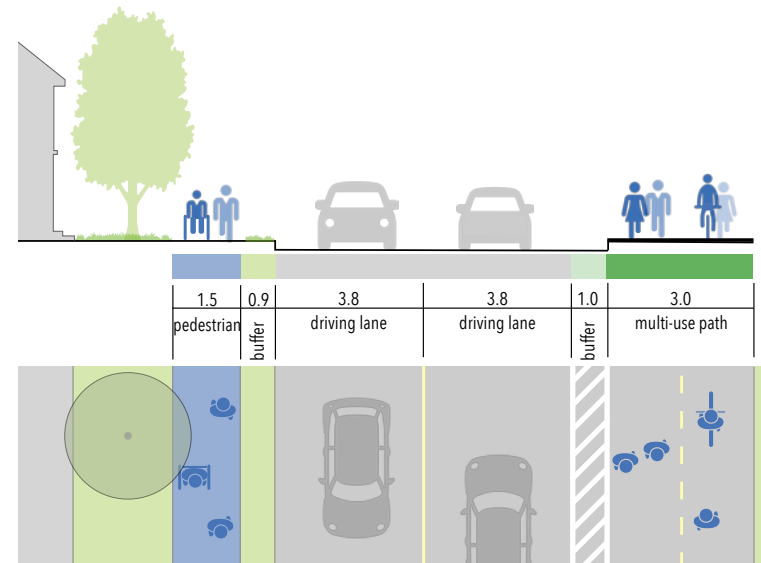 1.5 0.9 3.8 3.8 1.0 3.0
pedestrian buffer driving lane driving lane buffer multi-use path